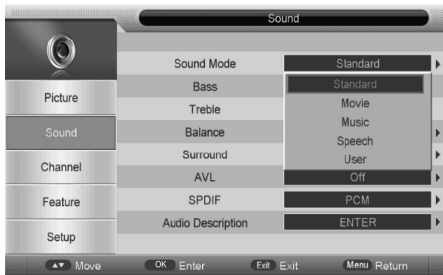 Sound
Picture
Sound
Channel
Feature
Setup
Sound Mode Standard
Bass
Treble
Balance
Surround
AVL Off
SPDIF PCM
Audio Description ENTER
Standard
Movie
Music
Speech
User
Move OK Enter Exit Exit Menu Return